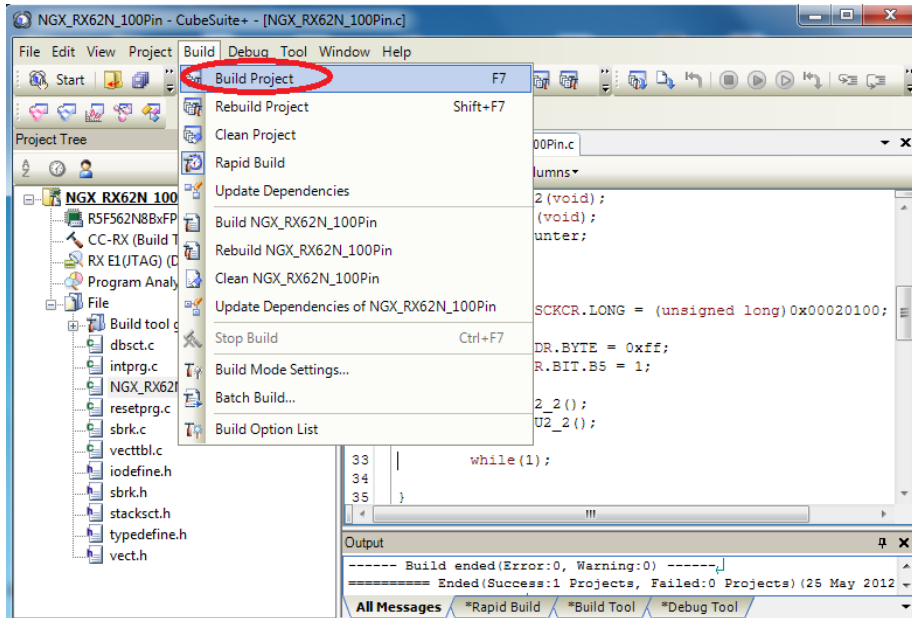 NGX_RX62N_100Pin - CubeSuite+ - [NGX_RX62N_100Pin.c]
File Edit View Project Build Debug Tool Window Help
Start
Build Project F7
Rebuild Project Shift+F7
Clean Project
Rapid Build
Update Dependencies
Build NGX_RX62N_100Pin
Rebuild NGX_RX62N_100Pin
Clean NGX_RX62N_100Pin
Update Dependencies of NGX_RX62N_100Pin
Stop Build Ctrl+F7
Build Mode Settings...
Batch Build...
Build Option List
Project Tree
NGX_RX62N_100
R5F562N8BxFP
CC-RX (Build T
RX E1(JTAG) (D
Program Analy
File
Build tool g
dbsct.c
intprg.c
NGX_RX62N
resetprg.c
sbrk.c
vecttbl.c
iodefine.h
sbrk.h
stacksct.h
typedefine.h
vect.h
00Pin.c
lumns
2(void);
(void);
unter;
SCKCR.LONG = (unsigned long)0x00020100;
DR.BYTE = 0xff;
R.BIT.B5 = 1;
2_2();
U2_2();
33 while(1);
34
35 }
Output
------ Build ended(Error:0, Warning:0) ------
========== Ended(Success:1 Projects, Failed:0 Projects)(25 May 2012
All Messages *Rapid Build *Build Tool *Debug Tool